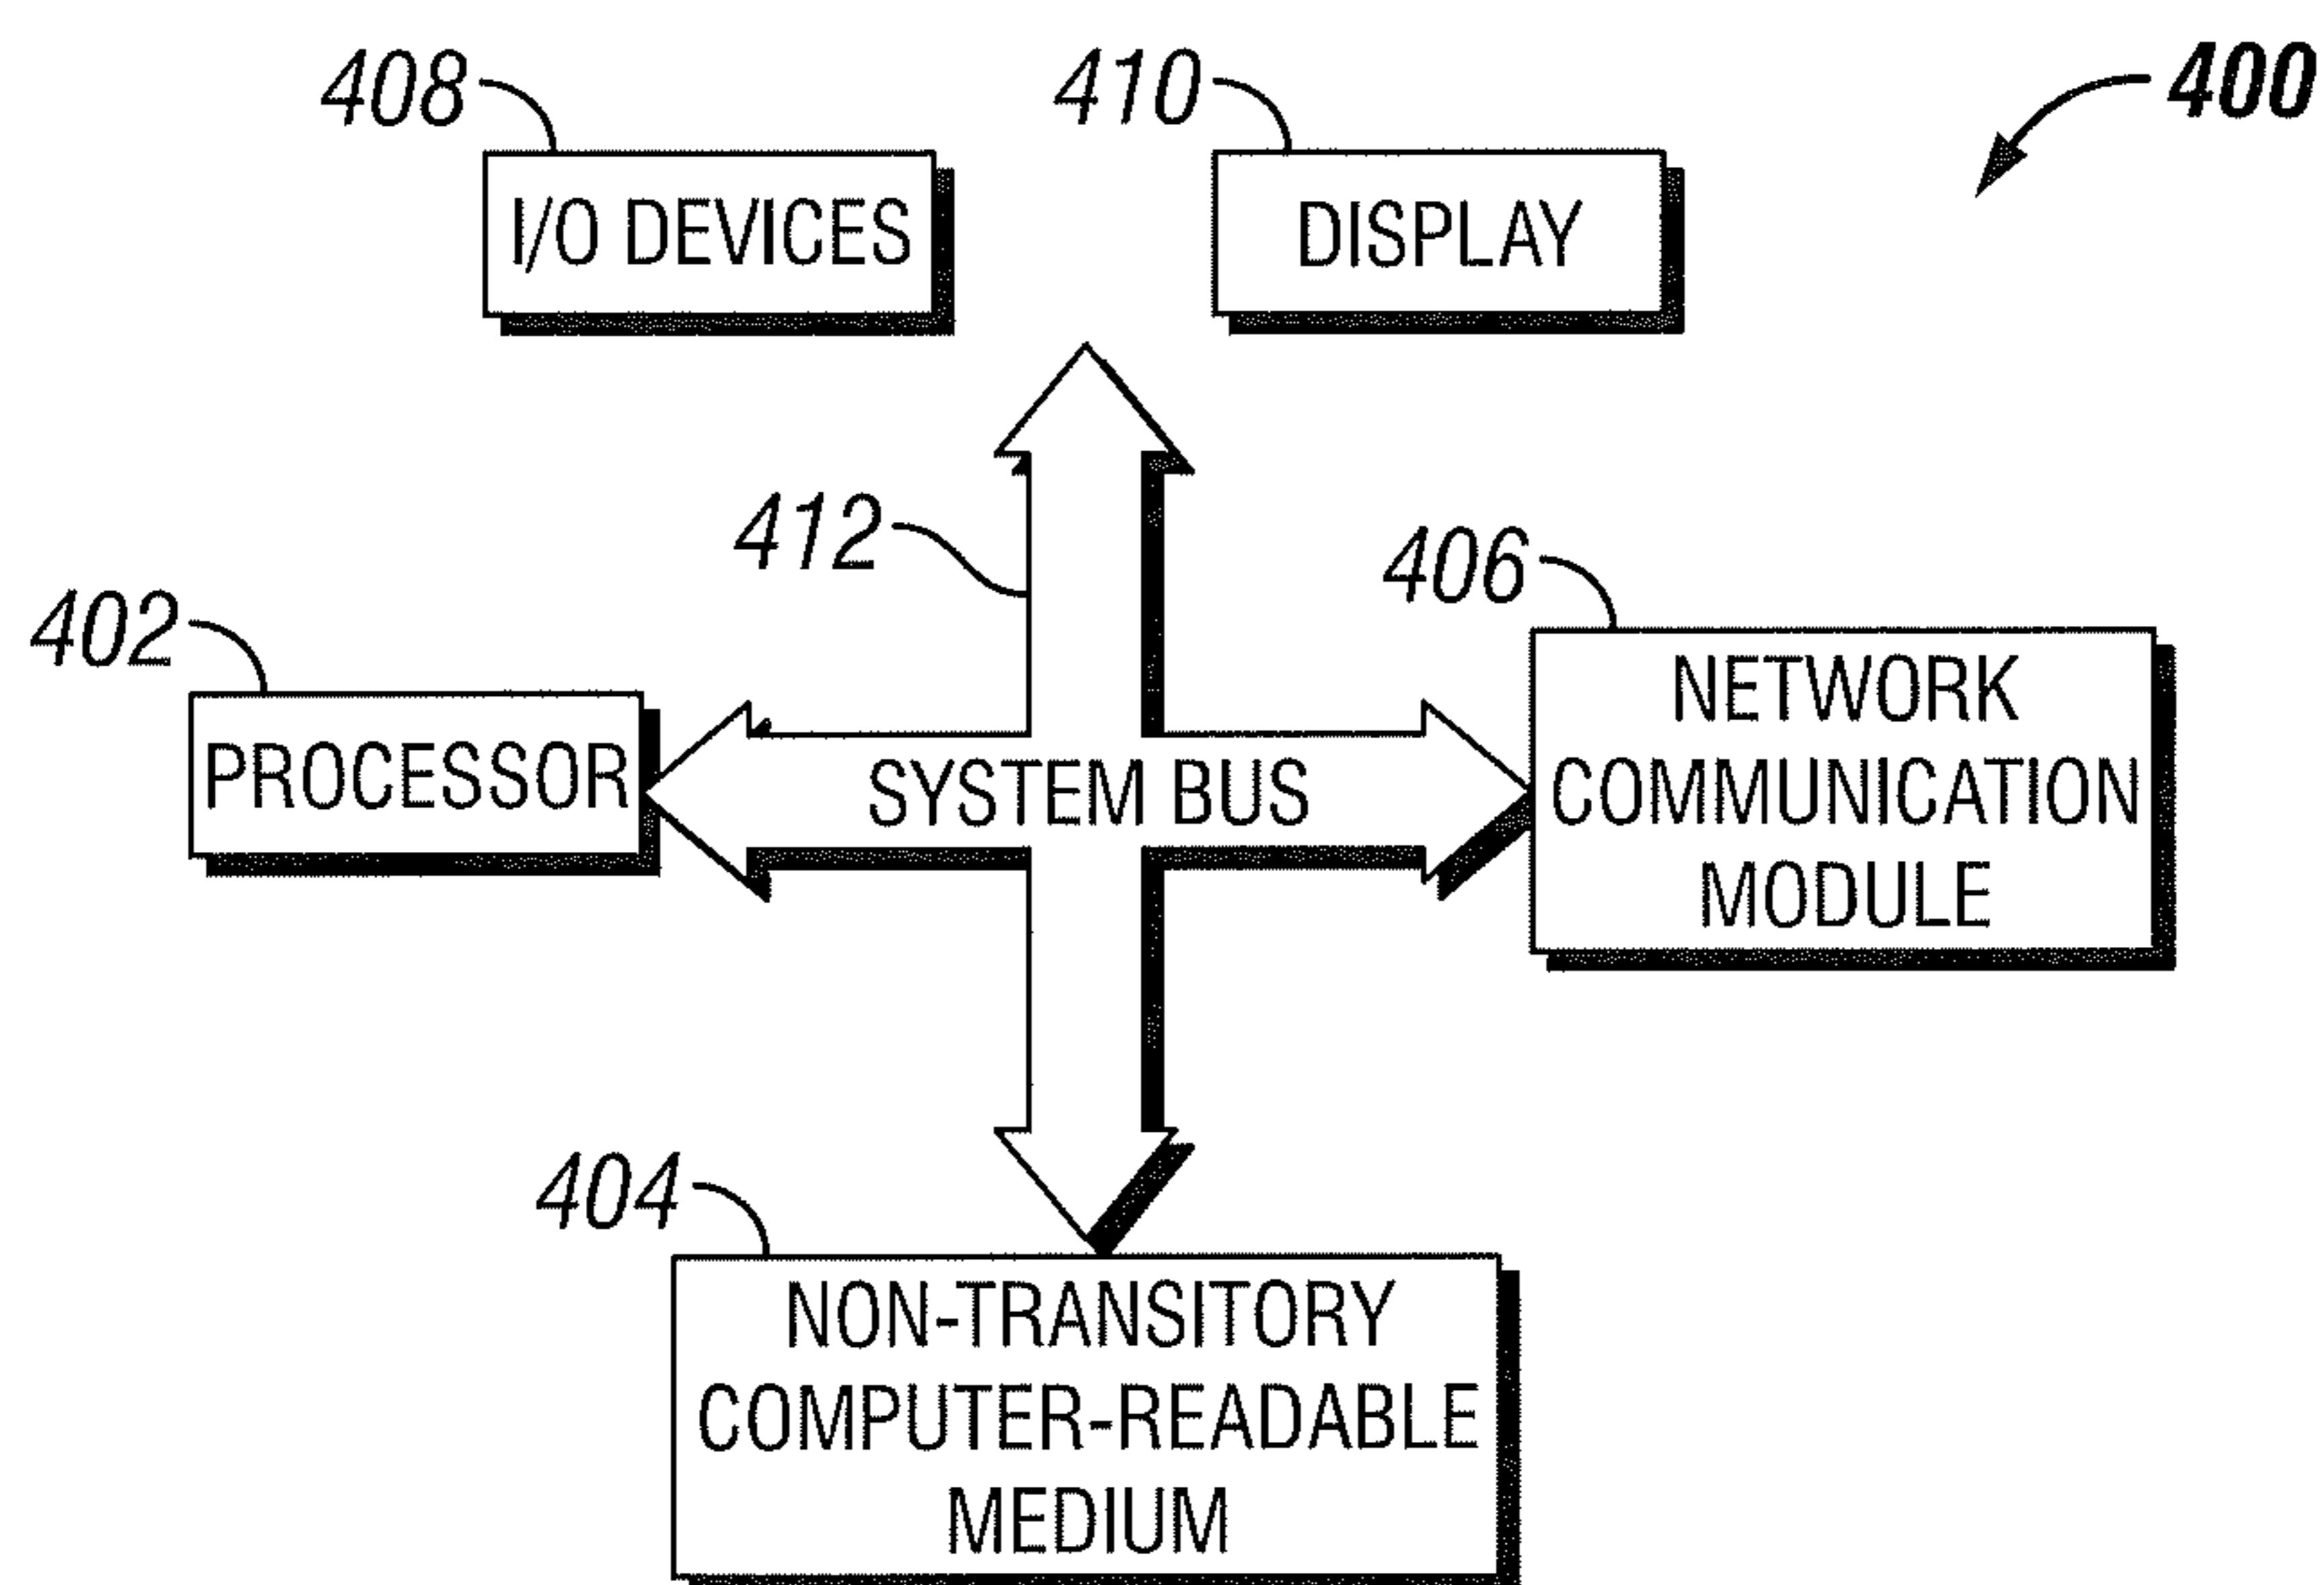 408
410
400
I/O DEVICES
DISPLAY
412
406
402
NETWORK
COMMUNICATION
MODULE
PROCESSOR
SYSTEM BUS
404
NON-TRANSITORY
COMPUTER-READABLE
MEDIUM